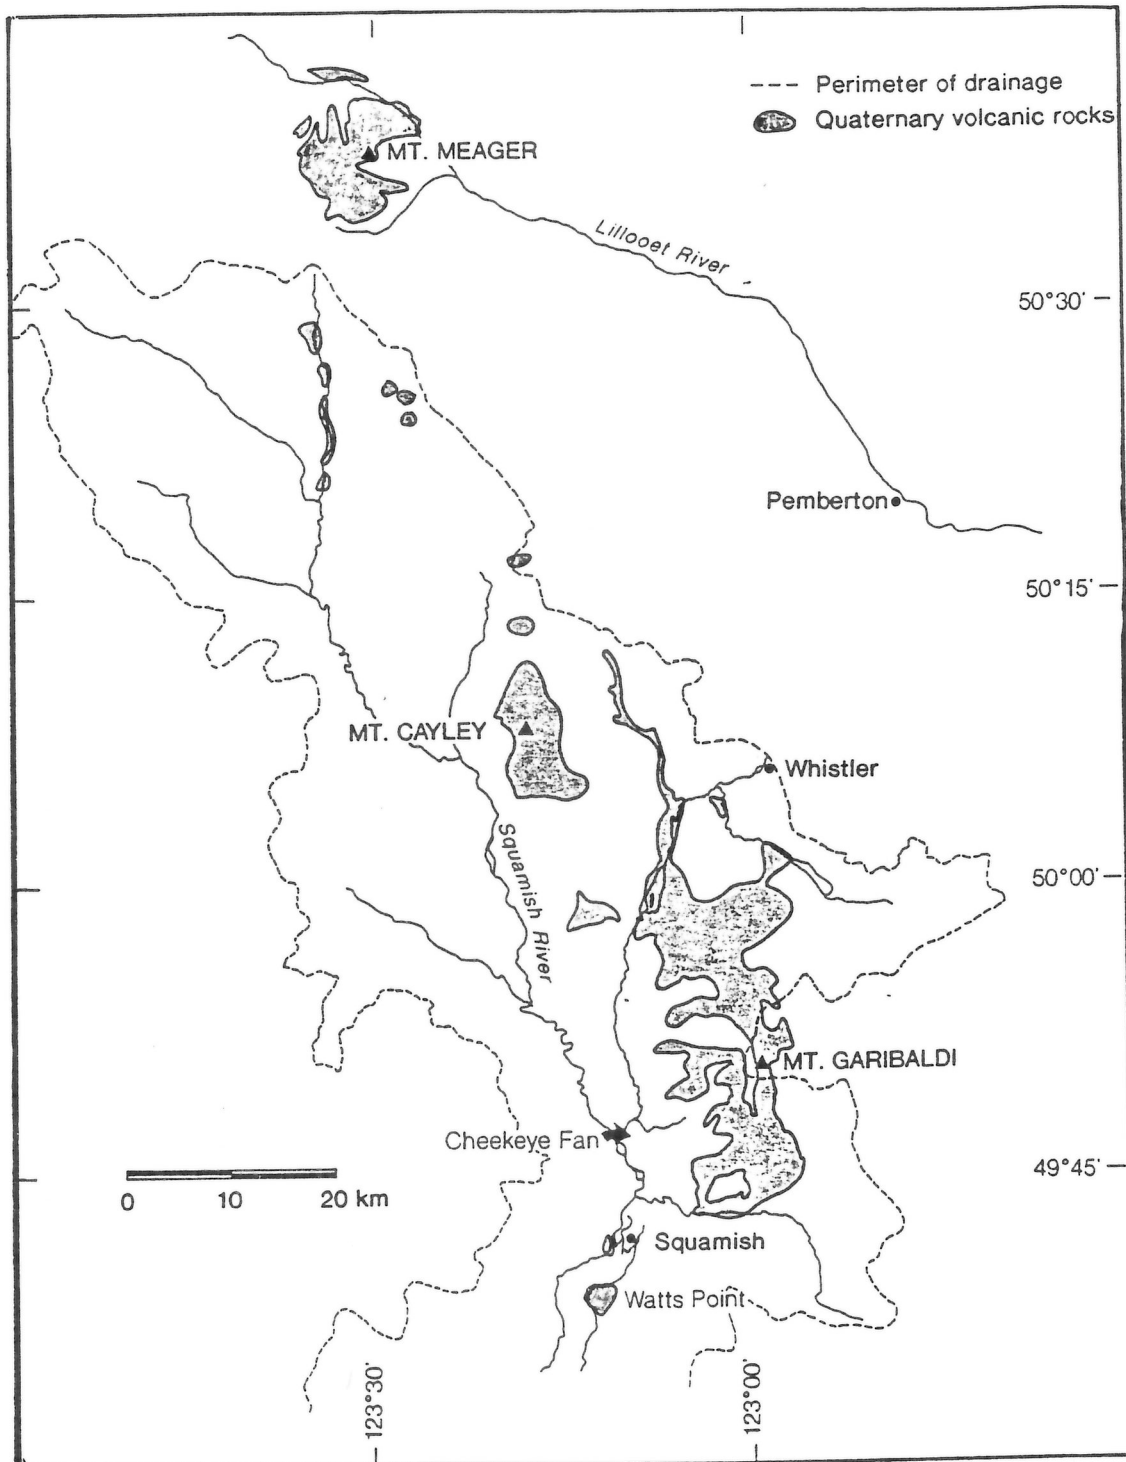 Perimeter of drainage
Quaternary volcanic rocks
MT. MEAGER
Lillooet River
50°30'
Pemberton
50°15'
MT. CAYLEY
Whistler
Squamish River
50°00'
MT. GARIBALDI
Cheekeye Fan
49°45'
0 10 20 km
Squamish
Watts Point
123°30'
123°00'